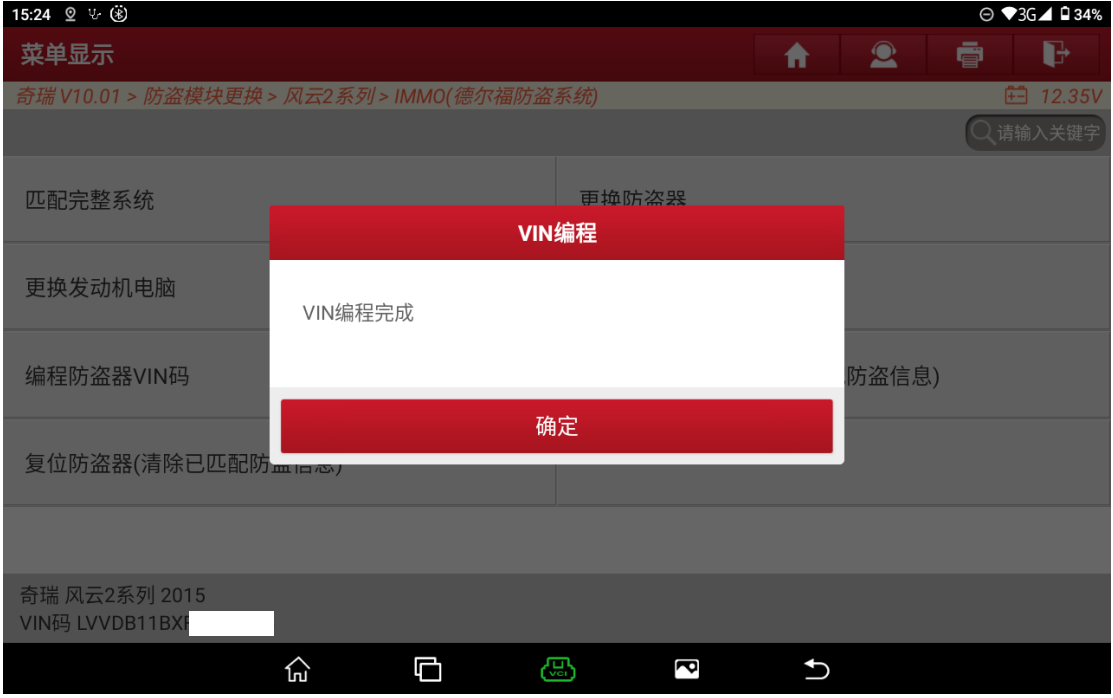 15:24 3G 34%
菜单显示
奇瑞 V10.01 > 防盗模块更换 > 风云2系列 > IMMO(德尔福防盗系统) 12.35V
请输入关键字
匹配完整系统 更换防盗器
VIN编程
更换发动机电脑
VIN编程完成
编程防盗器VIN码 防盗信息)
确定
复位防盗器(清除已匹配防盗信息)
奇瑞 风云2系列 2015
VIN码 LVVDB11BX
VCI